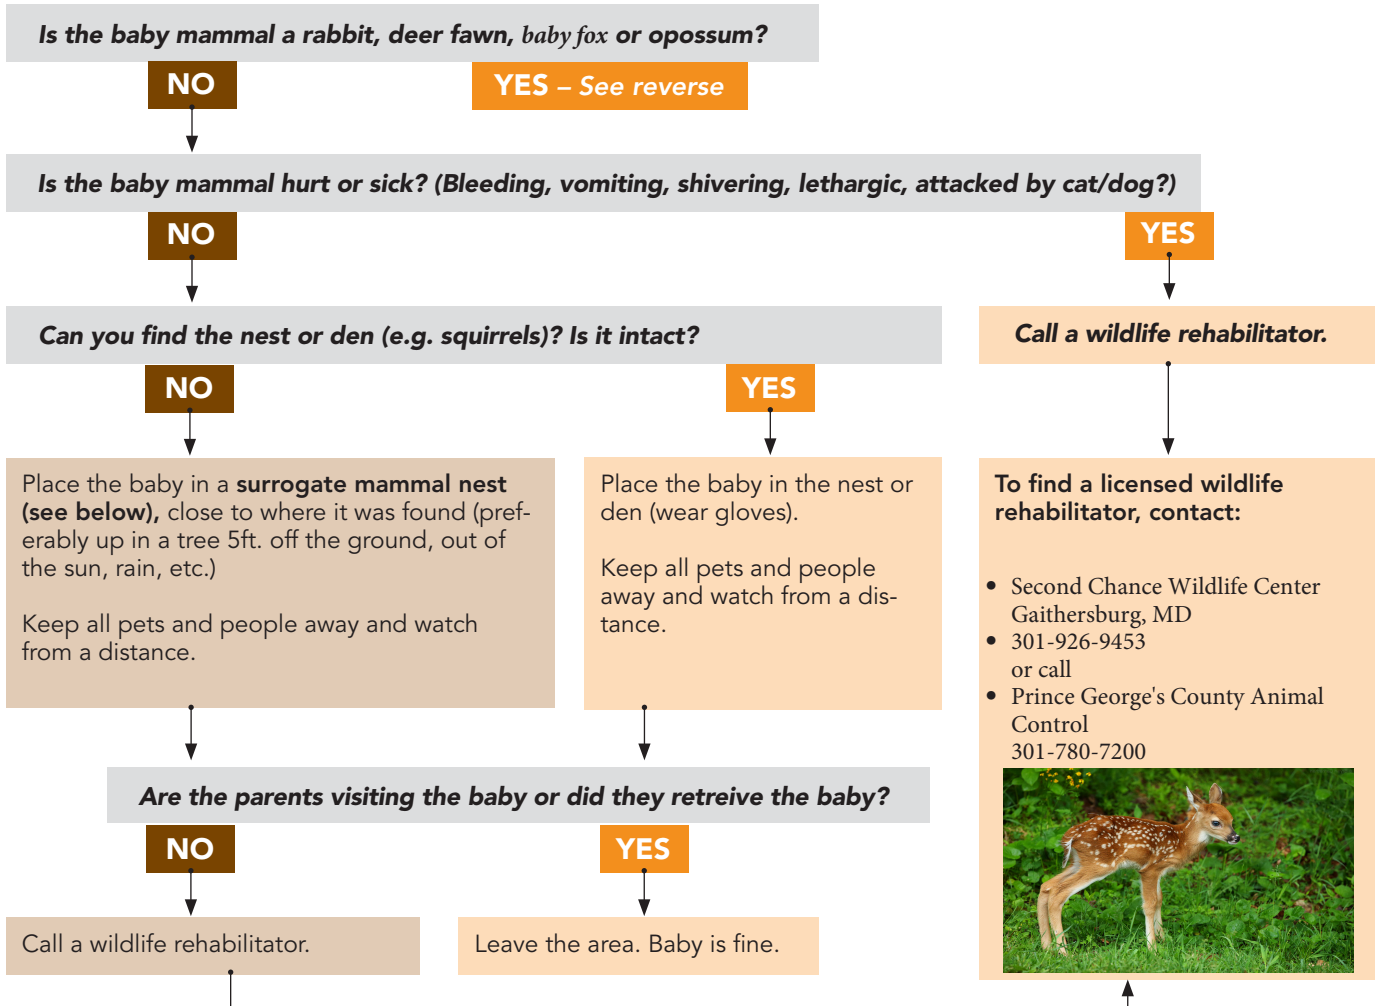 Is the baby mammal a rabbit, deer fawn, baby fox or opossum?
NO
YES – See reverse
Is the baby mammal hurt or sick? (Bleeding, vomiting, shivering, lethargic, attacked by cat/dog?)
NO
YES
Can you find the nest or den (e.g. squirrels)? Is it intact?
Call a wildlife rehabilitator.
NO
YES
Place the baby in a surrogate mammal nest
(see below), close to where it was found (pref-
erably up in a tree 5ft. off the ground, out of
the sun, rain, etc.)
Keep all pets and people away and watch
from a distance.
Place the baby in the nest or
den (wear gloves).
Keep all pets and people
away and watch from a dis-
tance.
To find a licensed wildlife
rehabilitator, contact:
• Second Chance Wildlife Center
Gaithersburg, MD
• 301-926-9453
or call
• Prince George's County Animal
Control
301-780-7200
Are the parents visiting the baby or did they retreive the baby?
NO
YES
Call a wildlife rehabilitator.
Leave the area. Baby is fine.